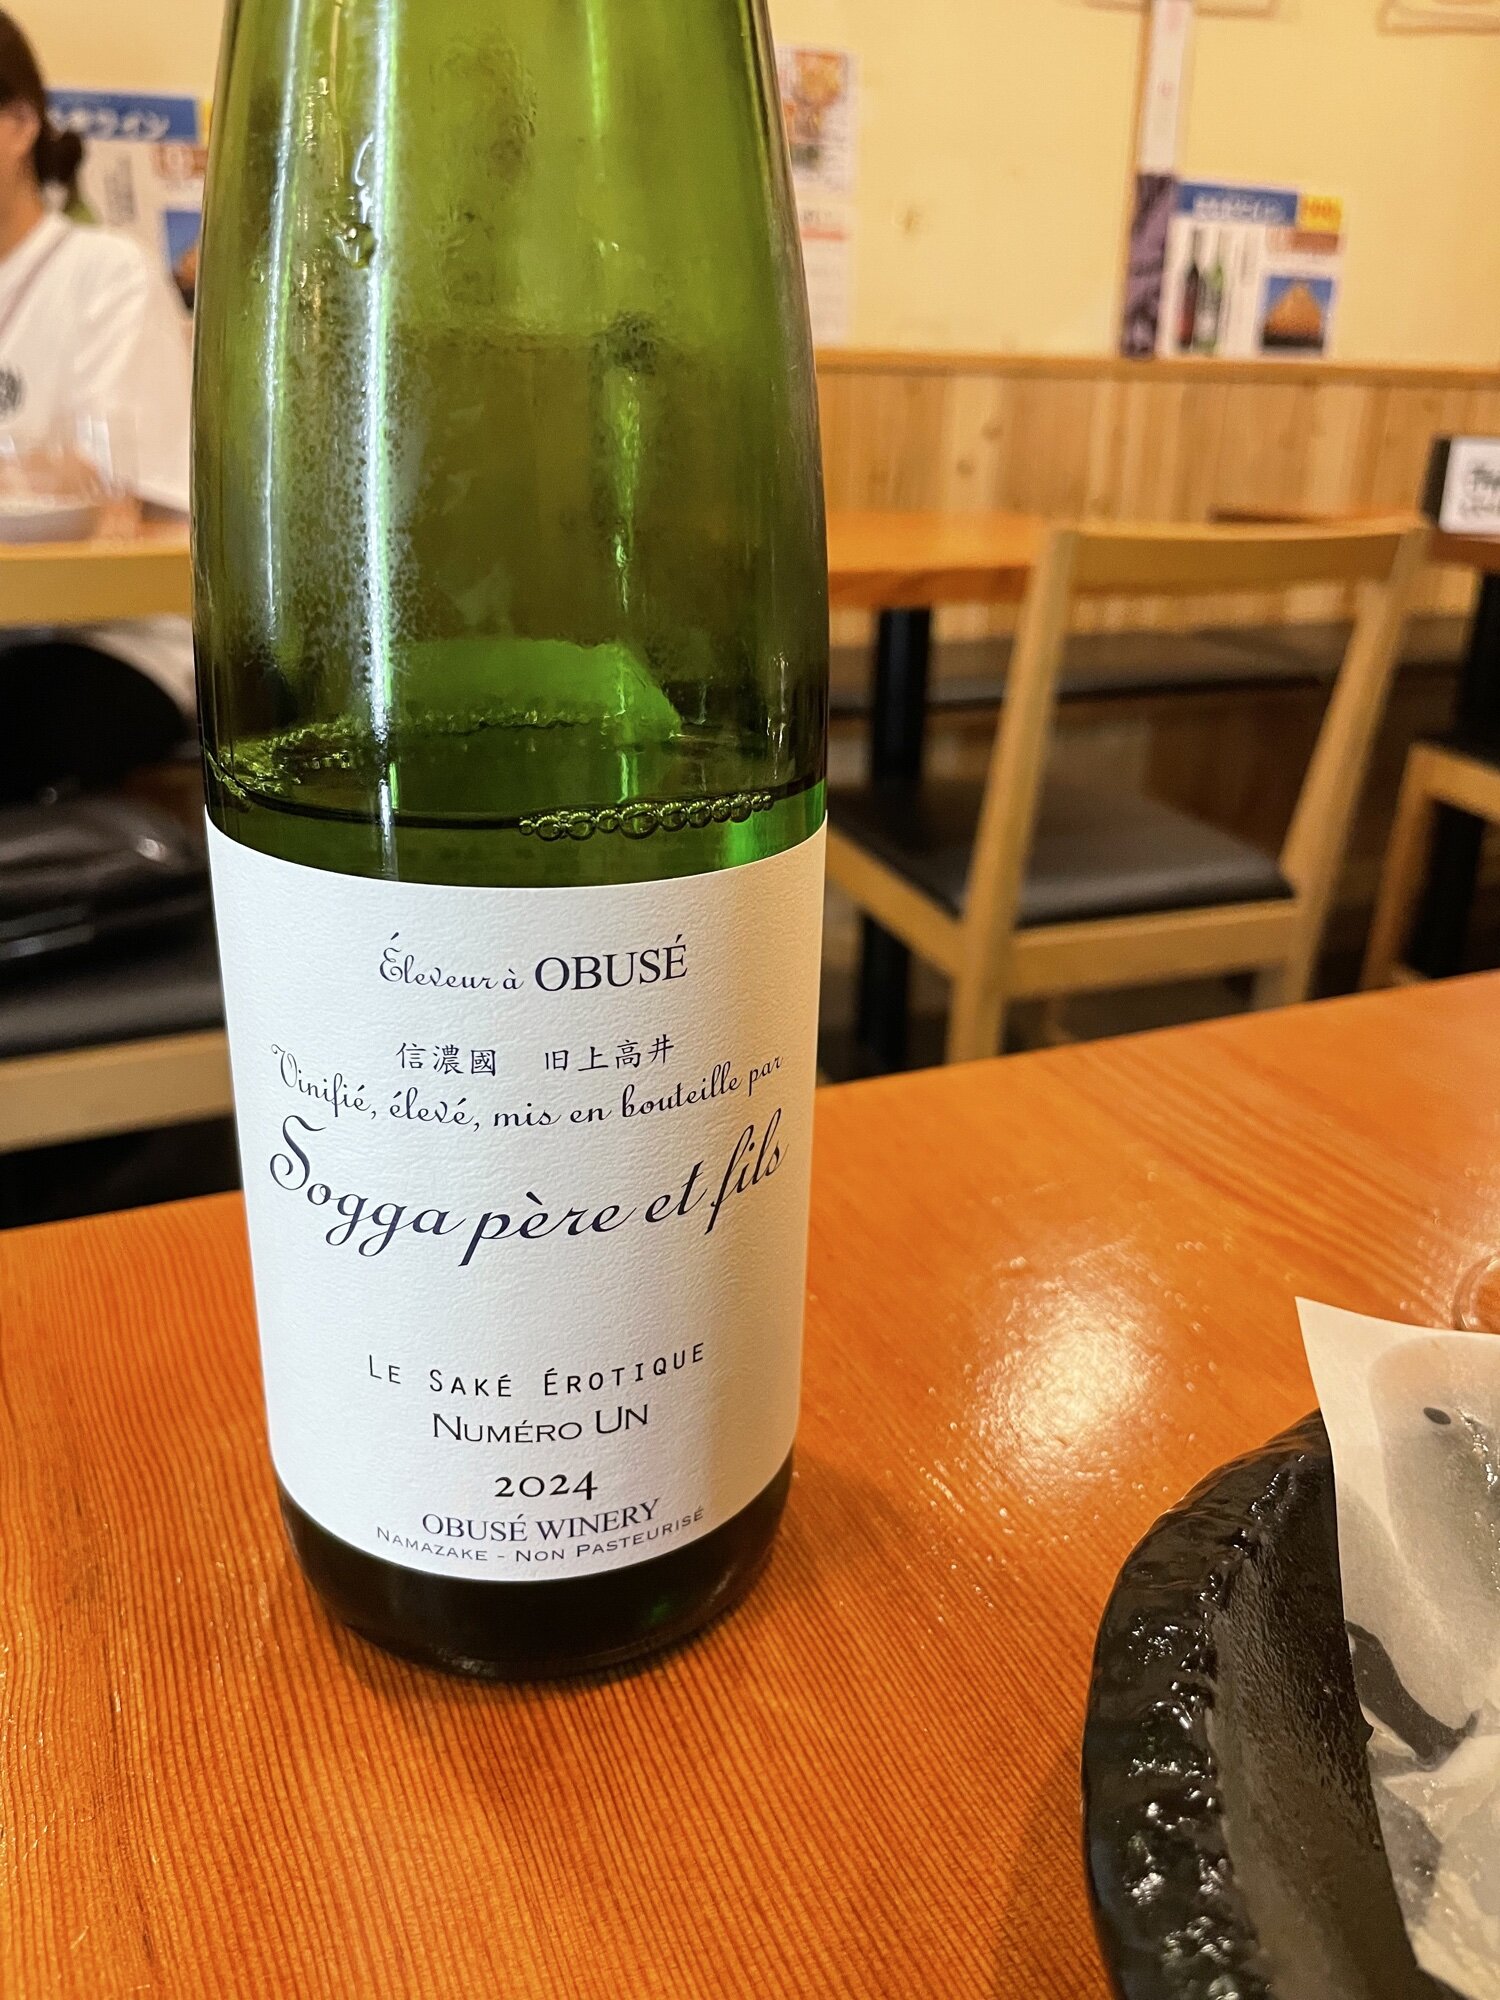 Éleveur à OBUSÉ
信濃國 旧上高井
Vinifié, élevé, mis en bouteille par
Sogga père et fils
LE SAKÉ ÉROTIQUE
NUMÉRO UN
2024
OBUSÉ WINERY
NAMAZAKE - NON PASTEURISÉ